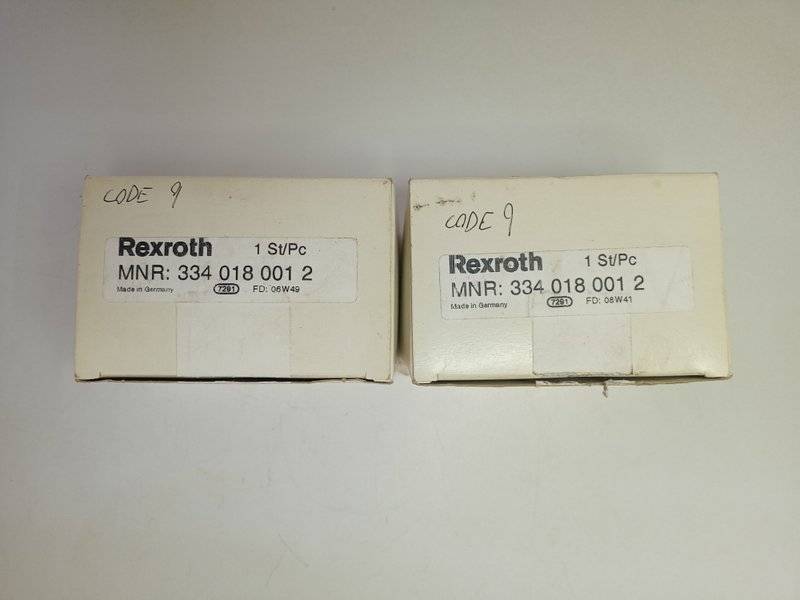 CODE 9
Rexroth 1 St/Pc
MNR: 334 018 001 2
Made in Germany 7291 FD: 06W49
CODE 9
Rexroth 1 St/Pc
MNR: 334 018 001 2
Made in Germany 7291 FD: 06W41